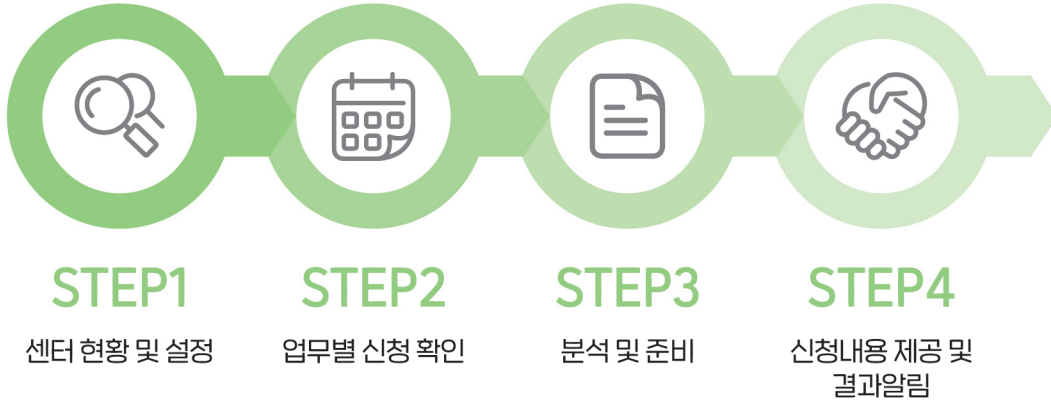 STEP1
센터 현황 및 설정
STEP2
업무별 신청 확인
STEP3
분석 및 준비
STEP4
신청내용 제공 및
결과알림